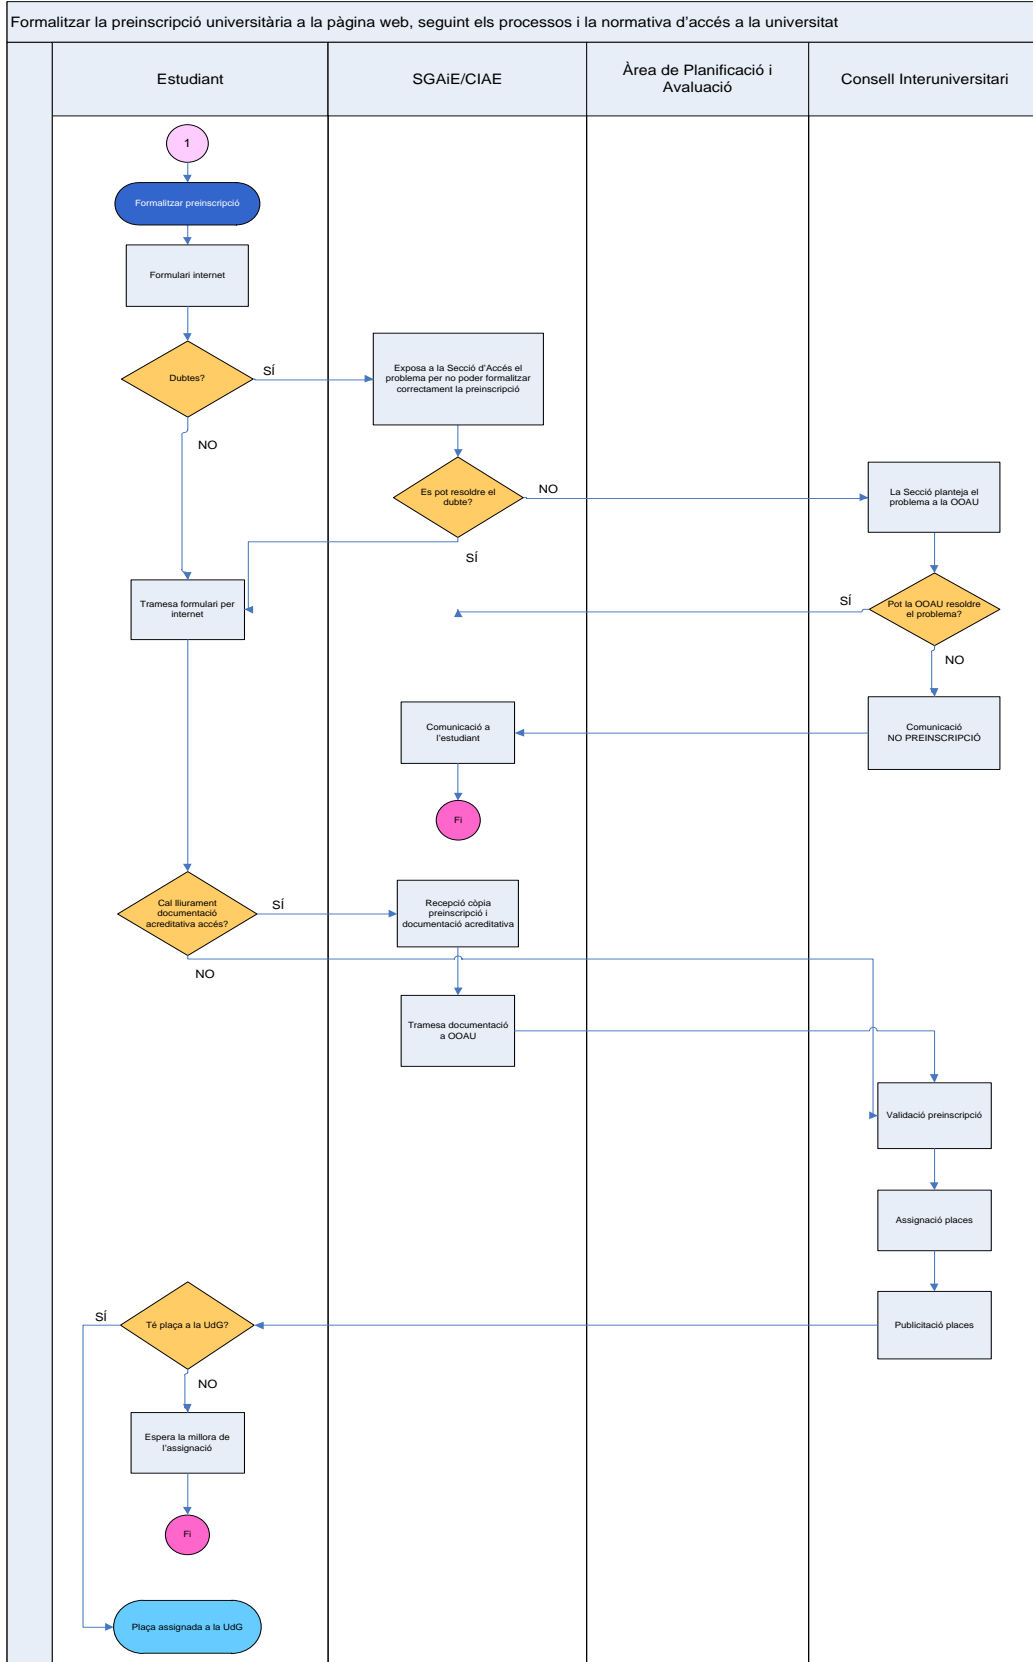 Formalitzar la preinscripció universitària a la pàgina web, seguint els processos i la normativa d'accés a la universitat
Estudiant
SGAiE/CIAE
Àrea de Planificació i
Avaluació
Consell Interuniversitari
1
Formalitzar preinscripció
Formulari internet
Dubtes?
SÍ
NO
Exposa a la Secció d'Accés el
problema per no poder formalitzar
correctament la preinscripció
Es pot resoldre el
dubte?
NO
SÍ
La Secció planteja el
problema a la OOAU
Tramesa formulari per
internet
Pot la OOAU resoldre
el problema?
SÍ
NO
Comunicació
NO PREINSCRIPCIÓ
Comunicació a
l'estudiant
Fi
Cal lliurament
documentació
acreditativa accés?
SÍ
NO
Recepció còpia
preinscripció i
documentació acreditativa
Tramesa documentació
a OOAU
Validació preinscripció
Assignació places
Publicitació places
Té plaça a la UdG?
SÍ
NO
Espera la millora de
l'assignació
Fi
Plaça assignada a la UdG